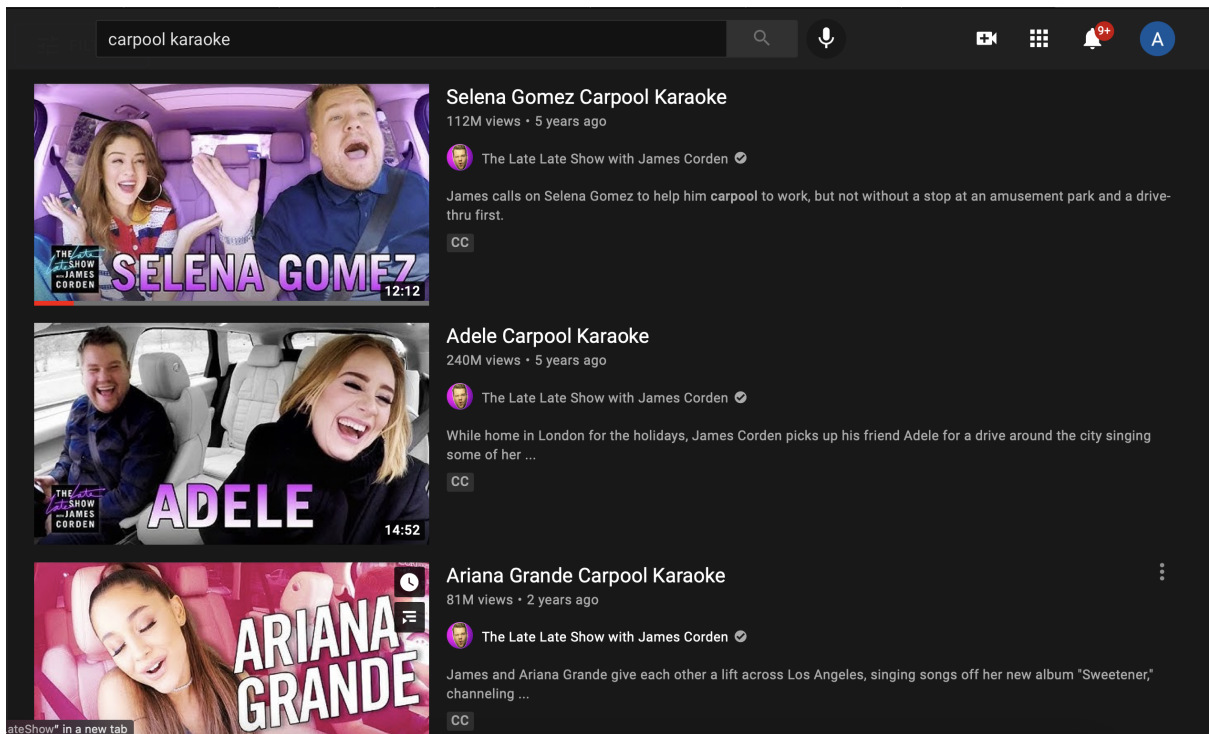 carpool karaoke
9+
A
Selena Gomez Carpool Karaoke
112M views • 5 years ago
The Late Late Show with James Corden
James calls on Selena Gomez to help him carpool to work, but not without a stop at an amusement park and a drive-
thru first.
CC
THE Late
Late SHOW
WITH JAMES
CORDEN
SELENA GOMEZ
12:12
Adele Carpool Karaoke
240M views • 5 years ago
The Late Late Show with James Corden
While home in London for the holidays, James Corden picks up his friend Adele for a drive around the city singing
some of her ...
CC
THE Late
Late SHOW
WITH JAMES
CORDEN
ADELE
14:52
Ariana Grande Carpool Karaoke
81M views • 2 years ago
The Late Late Show with James Corden
James and Ariana Grande give each other a lift across Los Angeles, singing songs off her new album "Sweetener,"
channeling ...
CC
ARIANA
GRANDE
ateShow" in a new tab